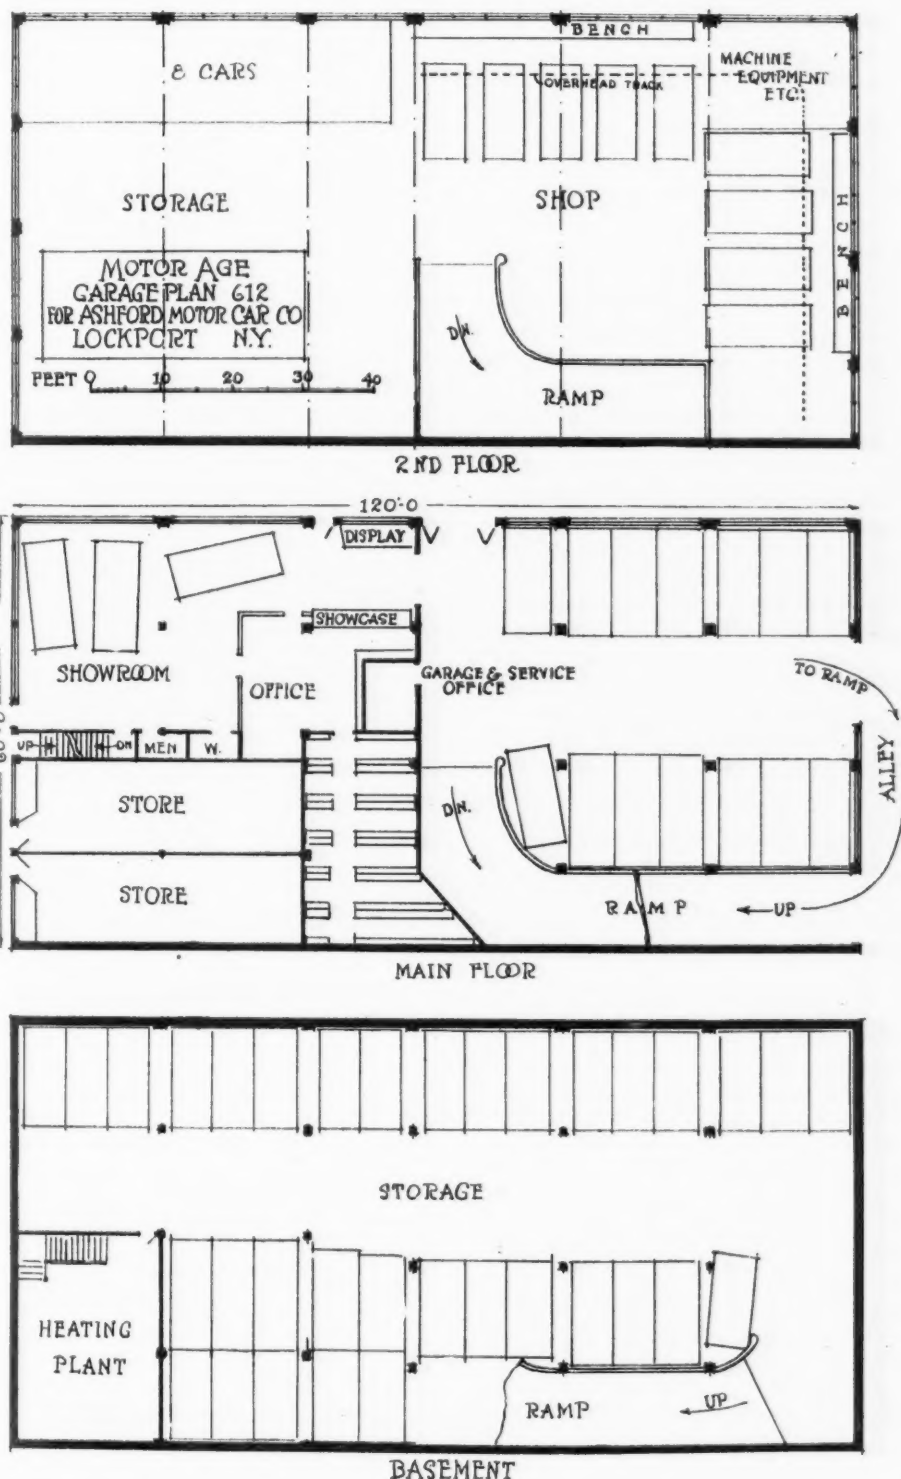 BENCH
8 CARS
MACHINE
EQUIPMENT
ETC.
OVERHEAD TRACK
STORAGE
SHOP
BENCH
MOTOR AGE
GARAGE PLAN 612
FOR ASHFORD MOTOR CAR CO
LOCKPORT N.Y.
DN.
FEET 0 10 20 30 40
RAMP
2ND FLOOR
120'-0
DISPLAY
SHOWCASE
SHOWROOM
OFFICE
GARAGE & SERVICE
OFFICE
TO RAMP
UP
DN
MEN
W.
ALLEY
STORE
DN.
STORE
RAMP
UP
MAIN FLOOR
STORAGE
HEATING
PLANT
RAMP
UP
BASEMENT